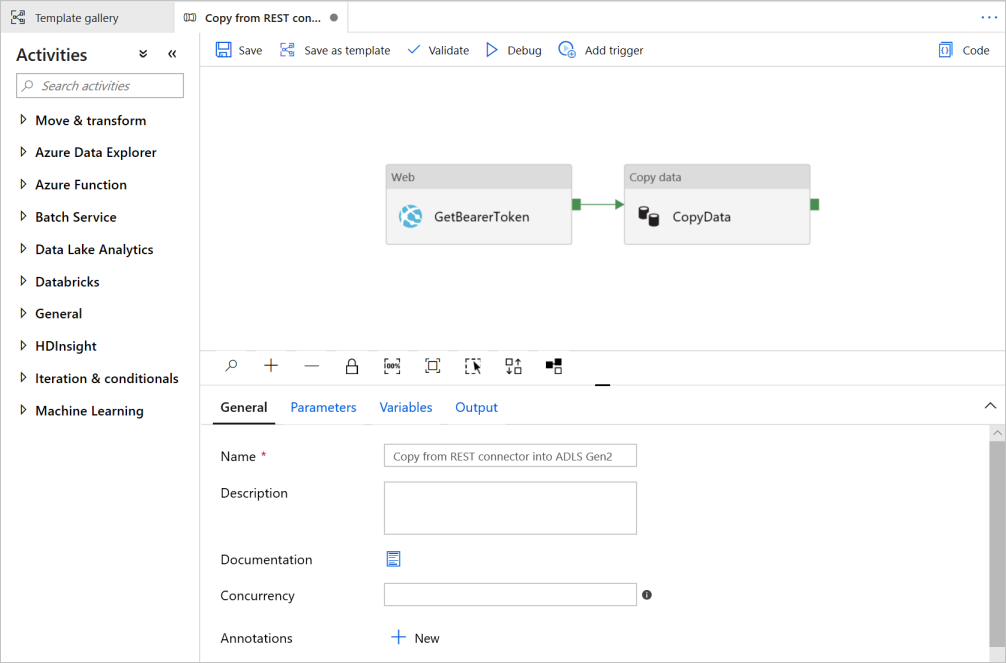 Template gallery
Copy from REST con...
Activities
Search activities
Move & transform
Azure Data Explorer
Azure Function
Batch Service
Data Lake Analytics
Databricks
General
HDInsight
Iteration & conditionals
Machine Learning
Save
Save as template
Validate
Debug
Add trigger
Code
Web
GetBearerToken
Copy data
CopyData
100%
General
Parameters
Variables
Output
Name *
Copy from REST connector into ADLS Gen2
Description
Documentation
Concurrency
Annotations
New